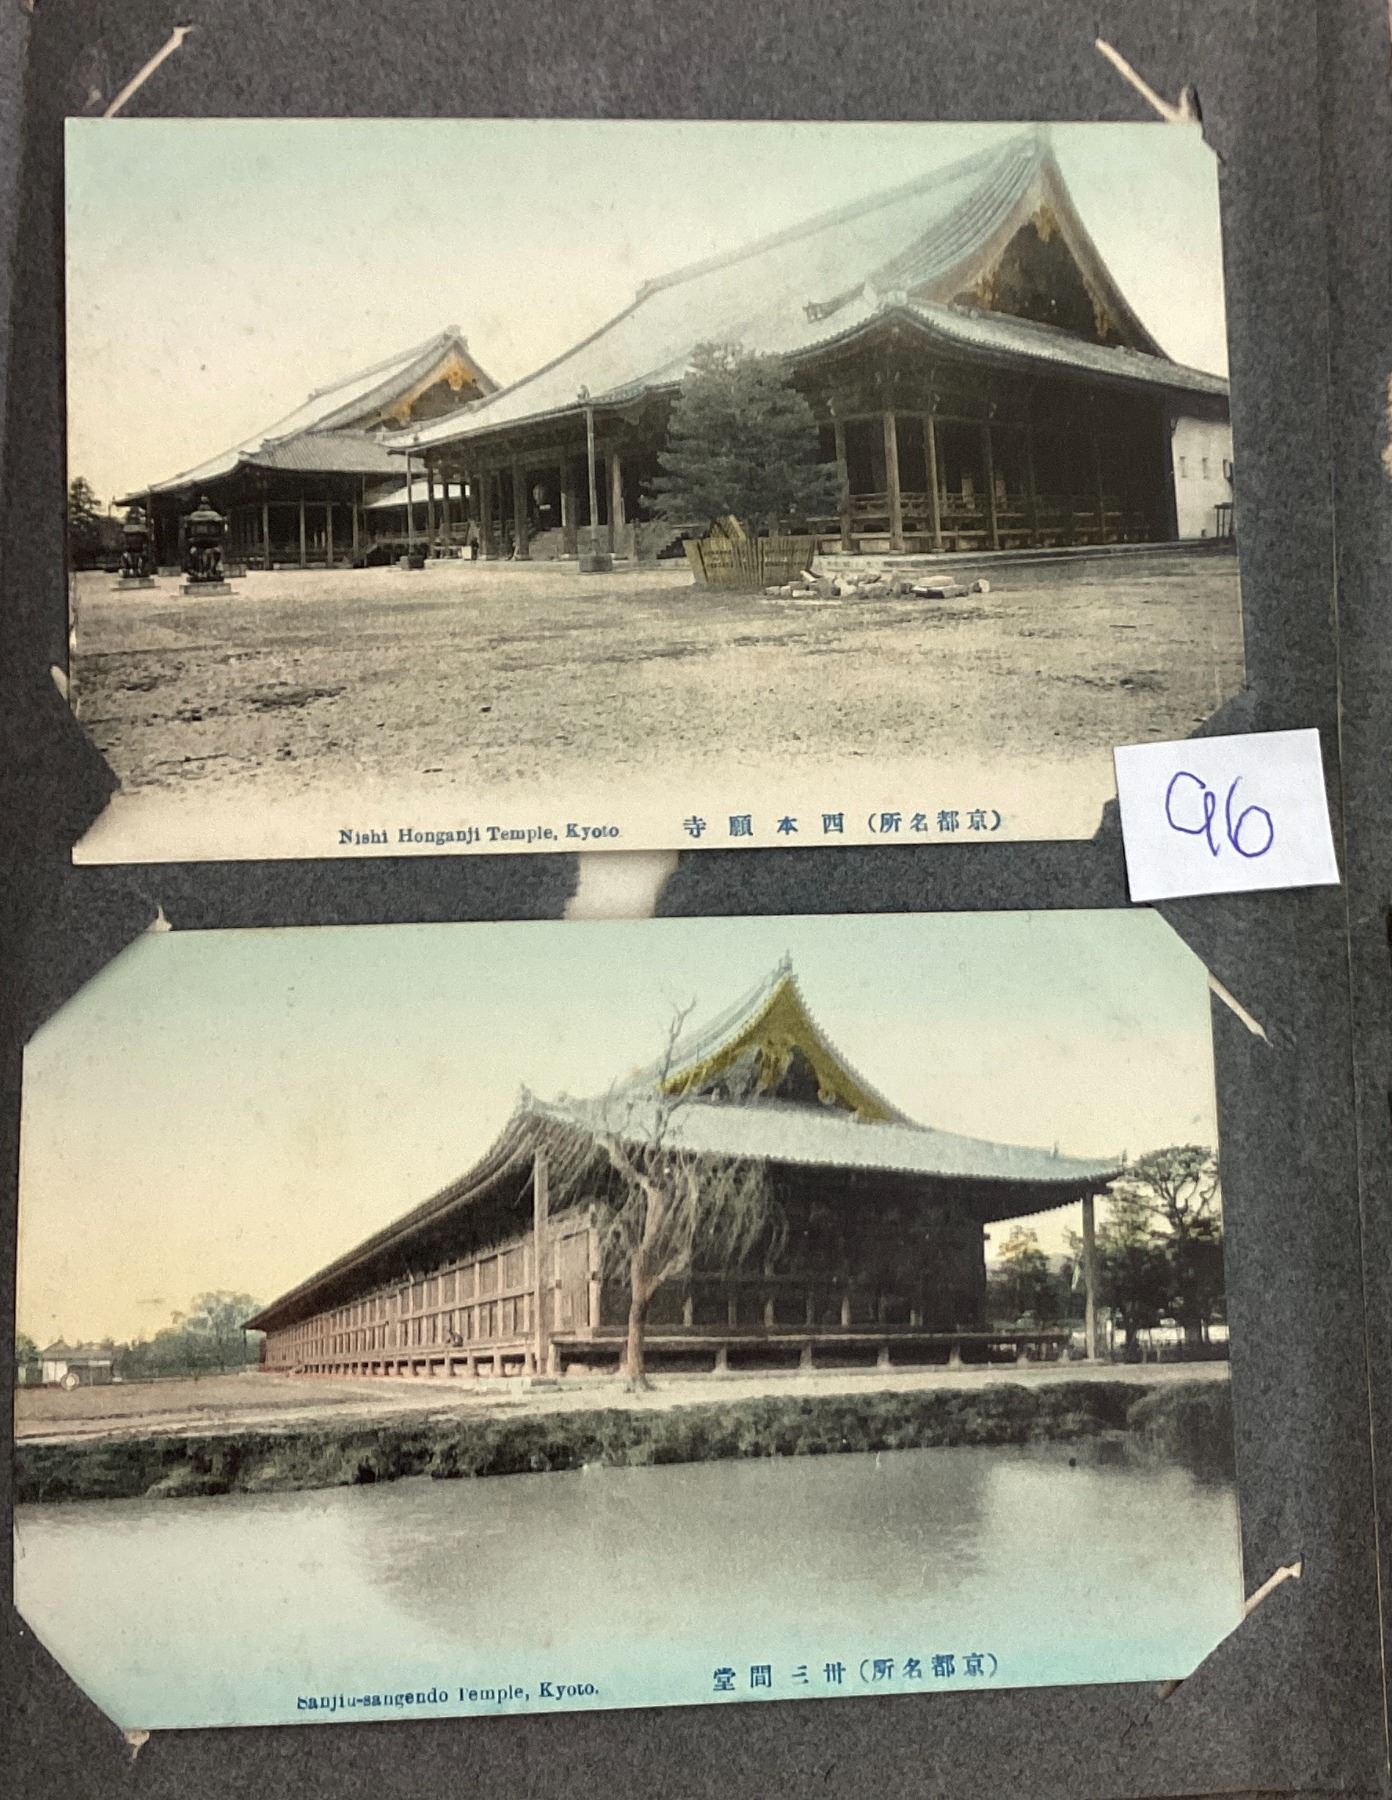 Nishi Honganji Temple, Kyoto
寺願本西（所名都京）
96
Sanjiu-sangendo Temple, Kyoto.
堂間三丗（所名都京）